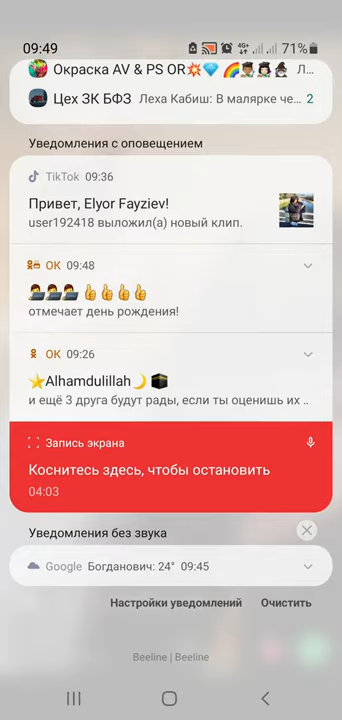 09:49 4G+ 71%
Окраска AV & PS OR💥💎 🌈 Л...
Цех ЗК БФЗ Леха Кабиш: В малярке че... 2
Уведомления с оповещением
TikTok 09:36
Привет, Elyor Fayziev!
user192418 выложил(а) новый клип.
ОК 09:48
👨‍💻👨‍💻👨‍💻👍👍👍👍
отмечает день рождения!
ОК 09:26
⭐Alhamdulillah🌙🕋
и ещё 3 друга будут рады, если ты оценишь их ..
Запись экрана
Коснитесь здесь, чтобы остановить
04:03
Уведомления без звука
Google Богданович: 24° 09:45
Настройки уведомлений Очистить
Beeline | Beeline